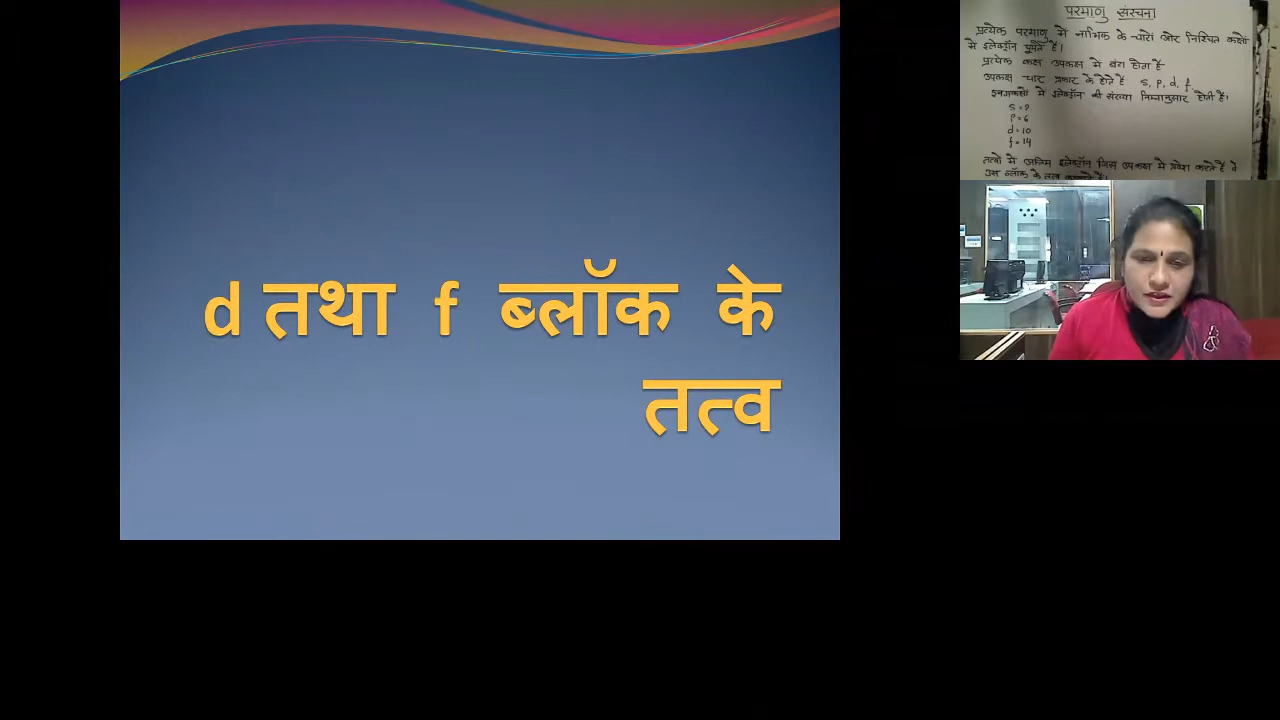 d तथा f ब्लॉक के
तत्व
परमाणु संरचना
प्रत्येक परमाणु में नाभिक के चारों ओर निश्चित कक्षों
में इलेक्ट्रॉन घूमते हैं।
प्रत्येक कक्ष उपकक्ष में बंटा होता है
उपकक्ष चार प्रकार के होते हैं s, p, d, f
इन उपकक्षों में इलेक्ट्रॉन की संख्या निम्नानुसार होती है।
s = 2
p = 6
d = 10
f = 14
तत्वों में अन्तिम इलेक्ट्रॉन जिस उपकक्ष में प्रवेश करते हैं वे
उस ब्लॉक के तत्व